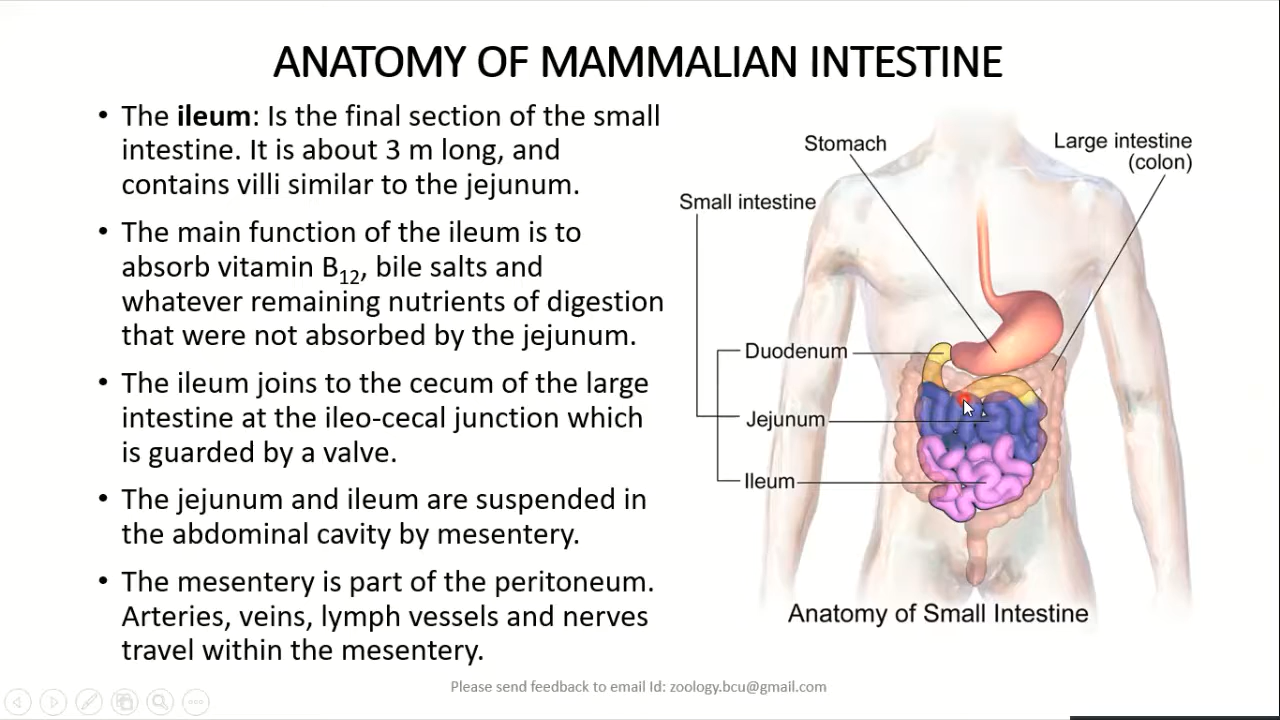 ANATOMY OF MAMMALIAN INTESTINE
• The ileum: Is the final section of the small
intestine. It is about 3 m long, and
contains villi similar to the jejunum.
• The main function of the ileum is to
absorb vitamin B12, bile salts and
whatever remaining nutrients of digestion
that were not absorbed by the jejunum.
• The ileum joins to the cecum of the large
intestine at the ileo-cecal junction which
is guarded by a valve.
• The jejunum and ileum are suspended in
the abdominal cavity by mesentery.
• The mesentery is part of the peritoneum.
Arteries, veins, lymph vessels and nerves
travel within the mesentery.
Stomach
Large intestine
(colon)
Small intestine
Duodenum
Jejunum
Ileum
Anatomy of Small Intestine
Please send feedback to email Id: zoology.bcu@gmail.com